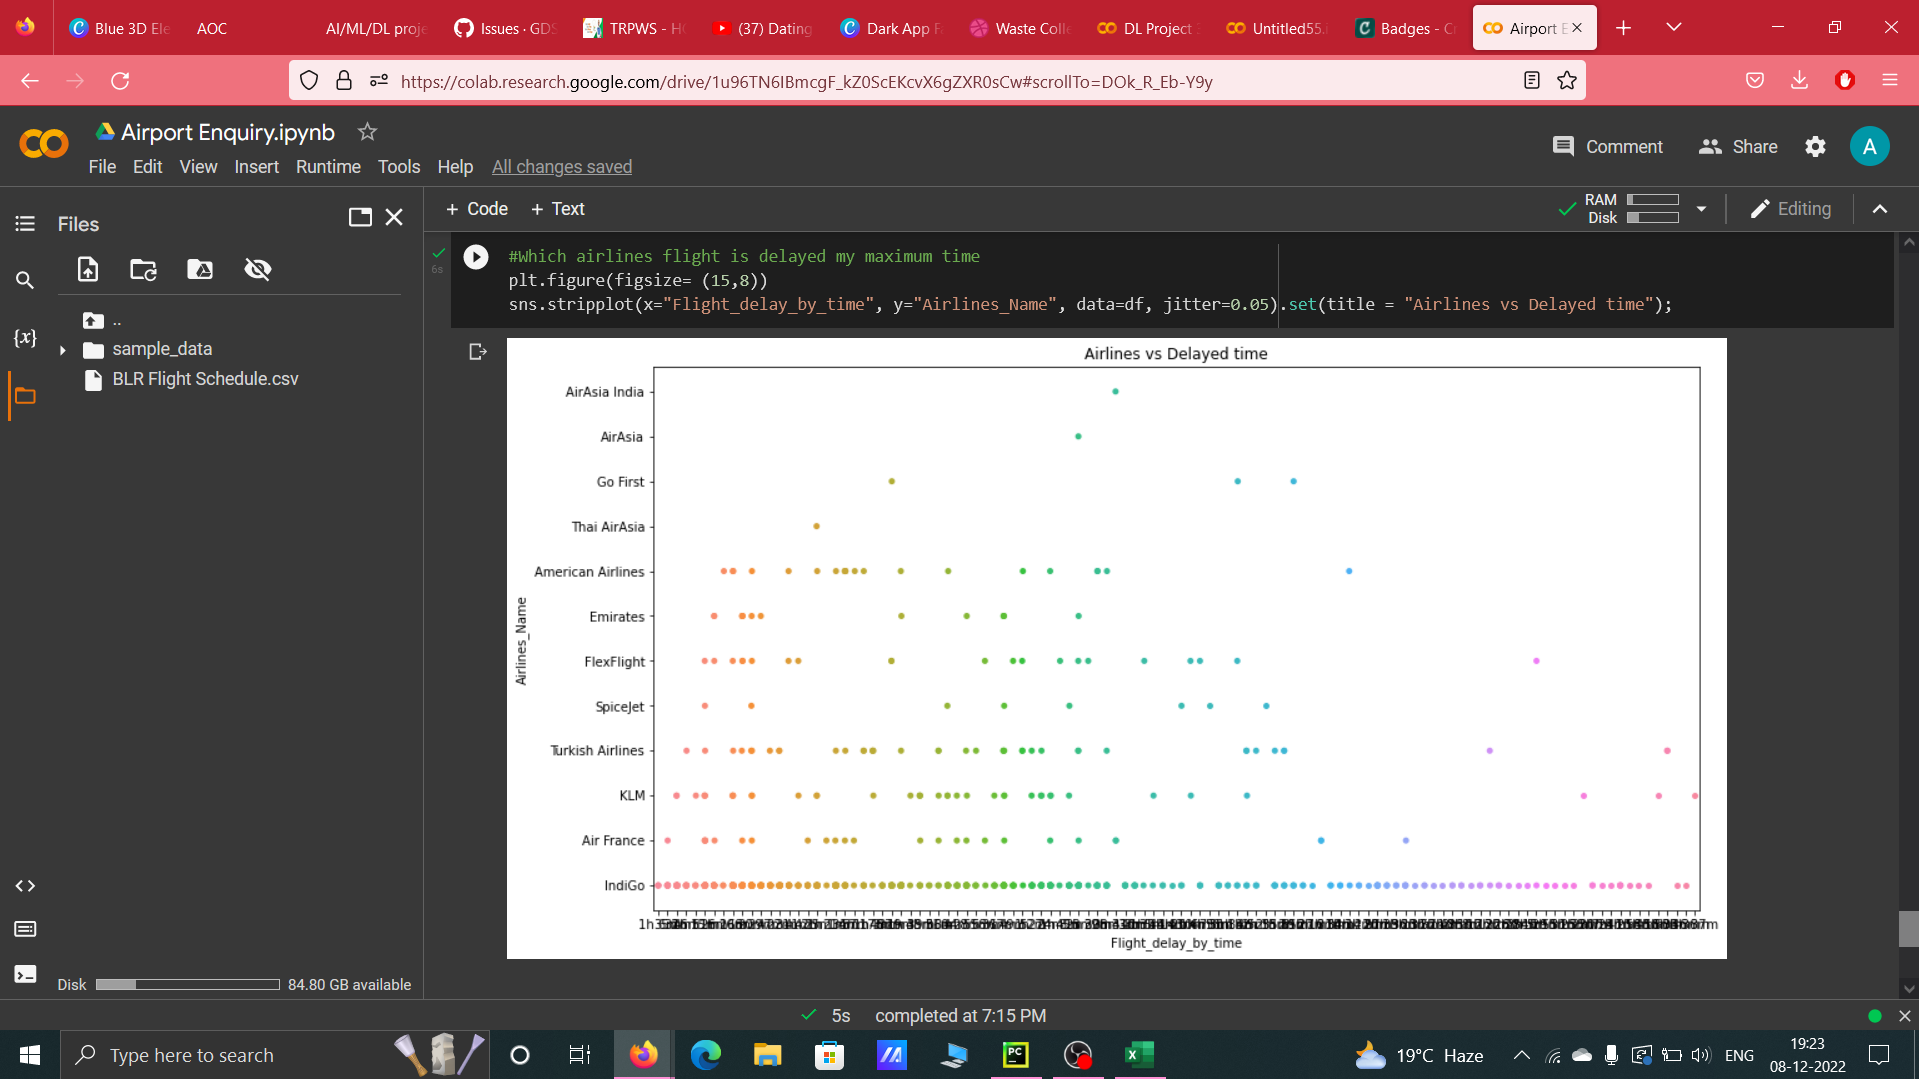 Blue 3D Ele
AOC
AI/ML/DL proje
Issues · GDS
TRPWS - H
(37) Dating
Dark App F
Waste Colle
DL Project
Untitled55.i
Badges - C
Airport E
https://colab.research.google.com/drive/1u96TN6IBmcgF_kZ0ScEKcvX6gZXR0sCw#scrollTo=DOk_R_Eb-Y9y
Airport Enquiry.ipynb
File Edit View Insert Runtime Tools Help All changes saved
Comment
Share
A
Files
+ Code + Text
RAM
Disk
Editing
..
sample_data
BLR Flight Schedule.csv
{x}
6s
#Which airlines flight is delayed my maximum time
plt.figure(figsize= (15,8))
sns.stripplot(x="Flight_delay_by_time", y="Airlines_Name", data=df, jitter=0.05).set(title = "Airlines vs Delayed time");
Airlines vs Delayed time
AirAsia India
AirAsia
Go First
Thai AirAsia
American Airlines
Emirates
FlexFlight
SpiceJet
Turkish Airlines
KLM
Air France
IndiGo
Airlines_Name
Flight_delay_by_time
Disk
84.80 GB available
5s completed at 7:15 PM
Type here to search
PC
19°C Haze
ENG
19:23
08-12-2022